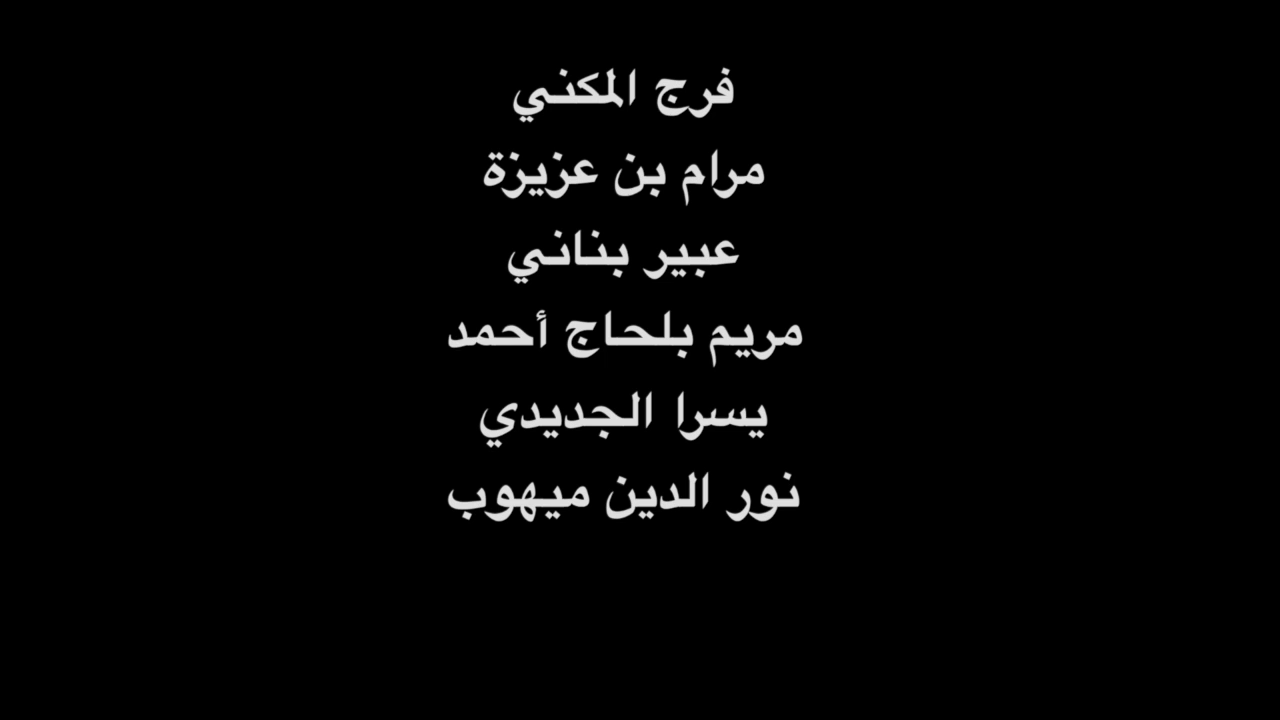 فرج المكني
مرام بن عزيزة
عبير بناني
مريم بلحاج أحمد
يسرا الجديدي
نور الدين ميهوب